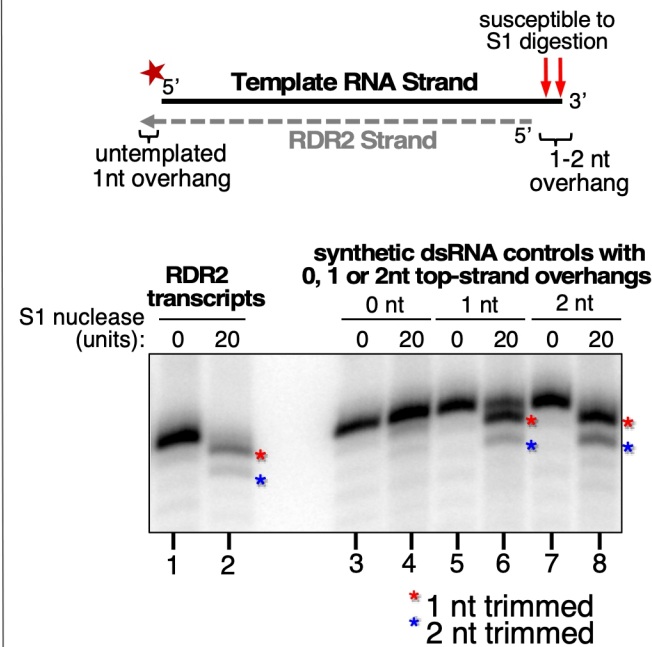 susceptible to
S1 digestion
5’
Template RNA Strand
3’
RDR2 Strand
5’
untemplated
1nt overhang
1-2 nt
overhang
synthetic dsRNA controls with
0, 1 or 2nt top-strand overhangs
RDR2
transcripts
0 nt 1 nt 2 nt
S1 nuclease
(units): 0 20 0 20 0 20 0 20
*
*
*
*
*
*
1 2 3 4 5 6 7 8
* 1 nt trimmed
* 2 nt trimmed